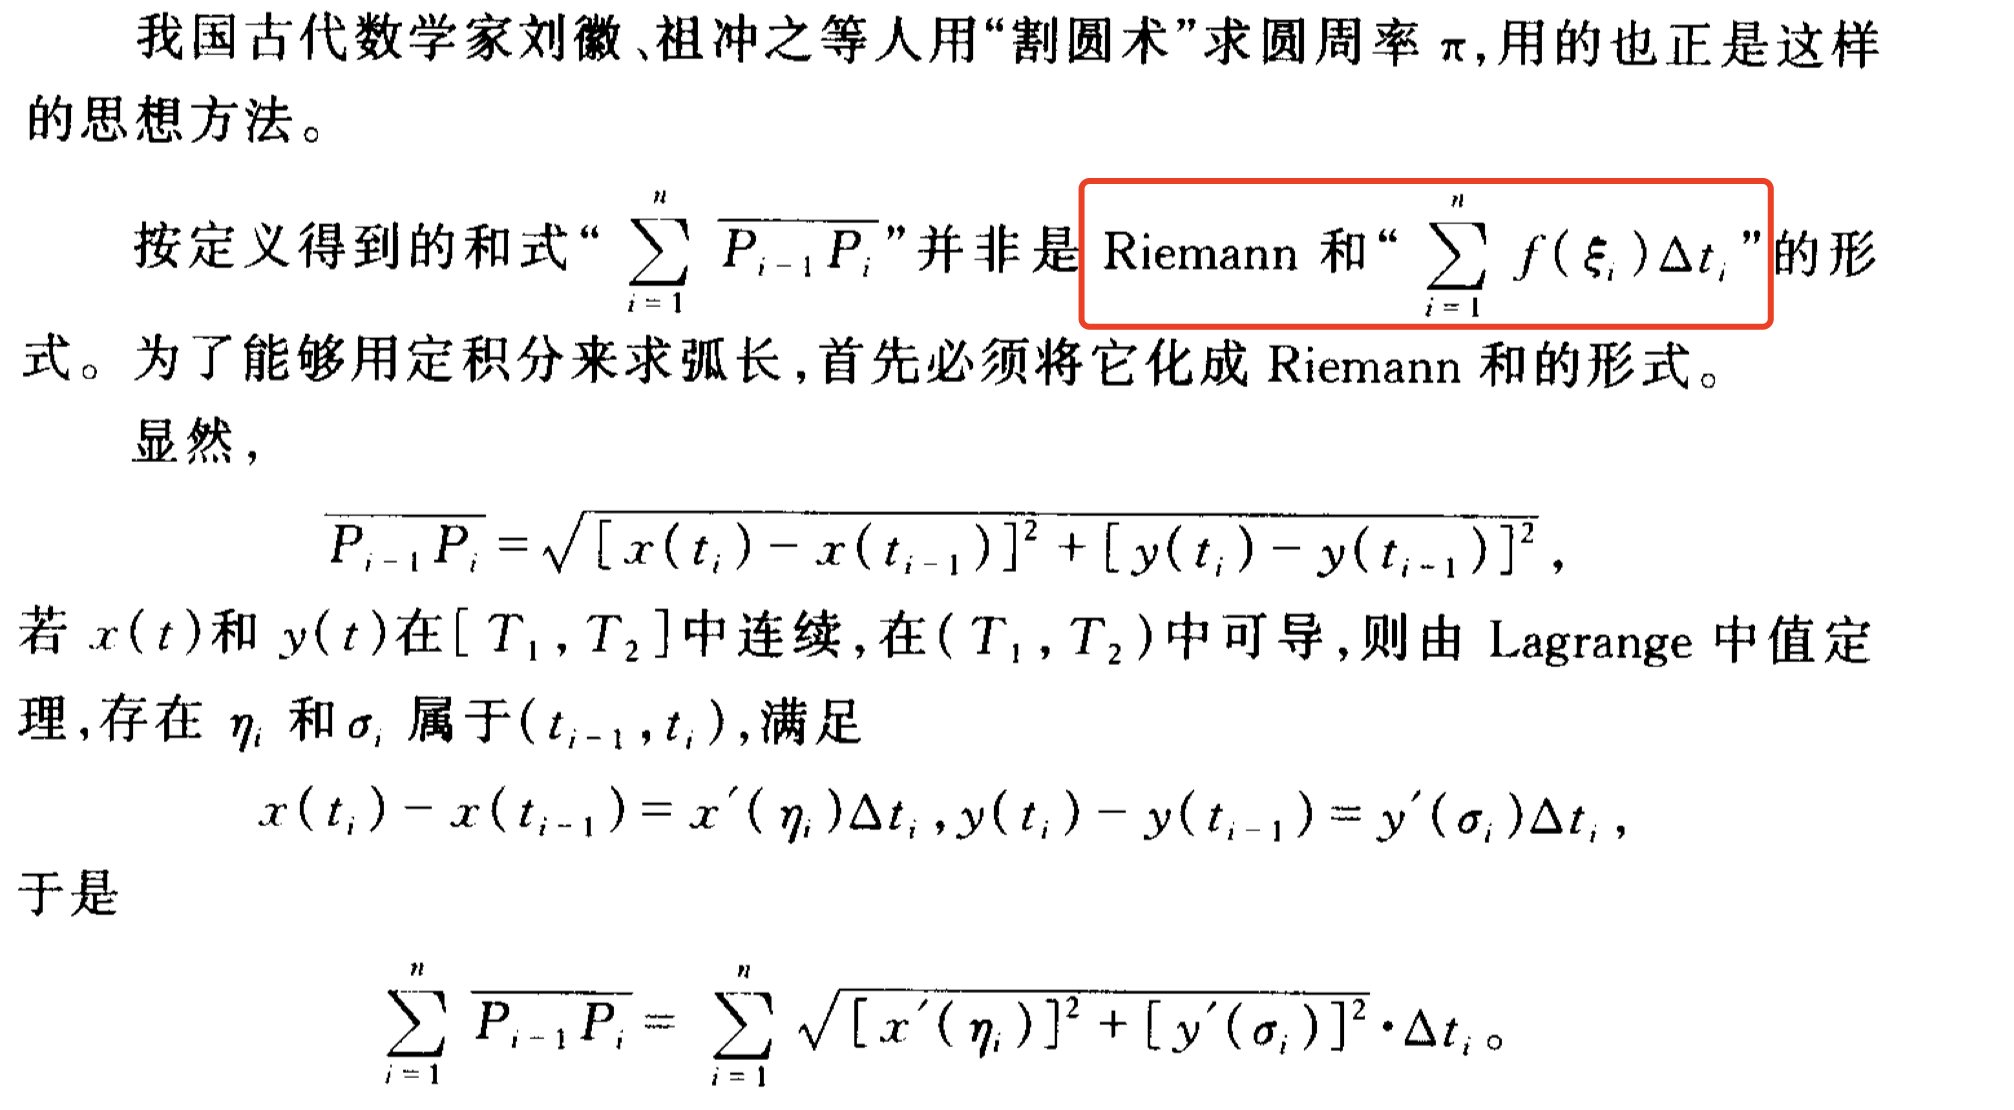 我国古代数学家刘徽、祖冲之等人用“割圆术”求圆周率 π,用的也正是这样
的思想方法。
按定义得到的和式“ $\sum_{i=1}^{n} \overline{P_{i-1}P_i}$ ”并非是 Riemann 和“ $\sum_{i=1}^{n} f(\xi_i)\Delta t_i$ ”的形
式。为了能够用定积分来求弧长,首先必须将它化成 Riemann 和的形式。
显然,
$\overline{P_{i-1}P_i} = \sqrt{[x(t_i) - x(t_{i-1})]^2 + [y(t_i) - y(t_{i-1})]^2}$,
若 $x(t)$和 $y(t)$在$[T_1, T_2]$中连续,在$(T_1, T_2)$中可导,则由 Lagrange 中值定
理,存在 $\eta_i$ 和 $\sigma_i$ 属于$(t_{i-1}, t_i)$,满足
$x(t_i) - x(t_{i-1}) = x'(\eta_i)\Delta t_i, y(t_i) - y(t_{i-1}) = y'(\sigma_i)\Delta t_i$,
于是
$\sum_{i=1}^{n} \overline{P_{i-1}P_i} = \sum_{i=1}^{n} \sqrt{[x'(\eta_i)]^2 + [y'(\sigma_i)]^2} \cdot \Delta t_i$。